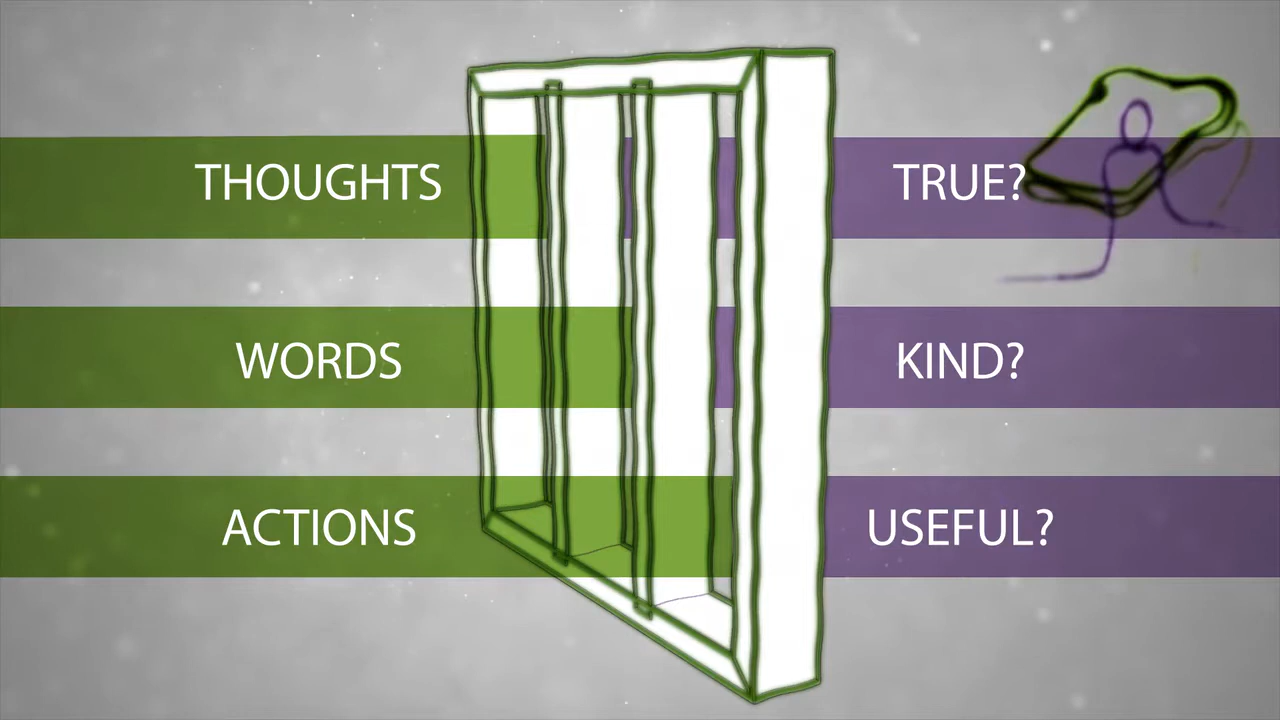 THOUGHTS
TRUE?
WORDS
KIND?
ACTIONS
USEFUL?